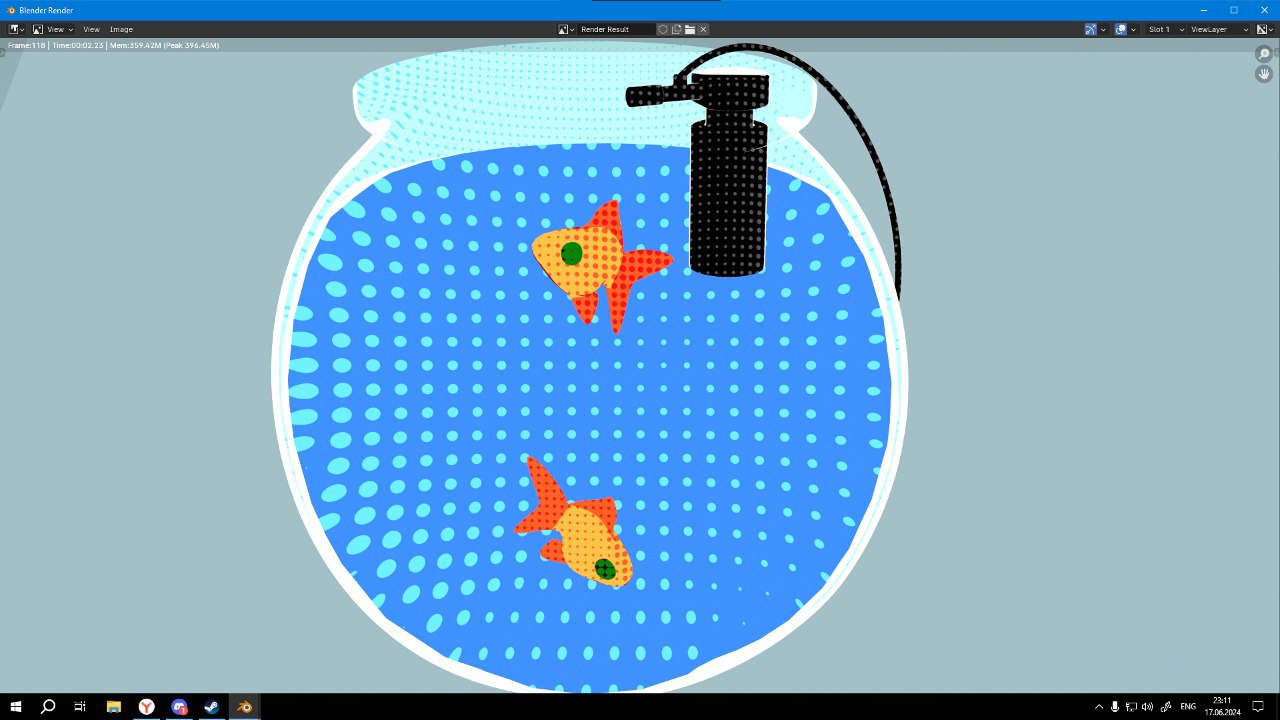 Blender Render
View View Image Render Result Slot 1 ViewLayer
Frame:118 | Time:00:02.23 | Mem:359.42M (Peak 396.45M)
23:11
ENG
17.06.2024